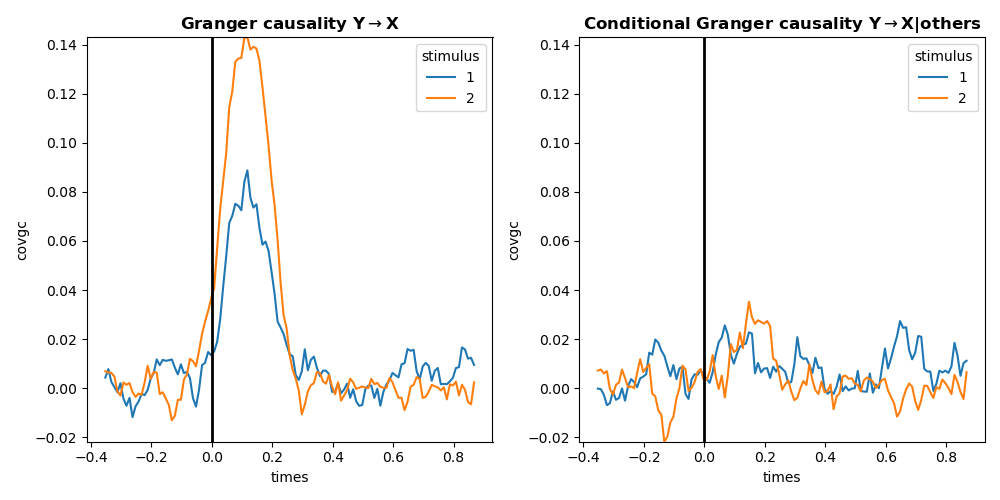 Granger causality Y→X
stimulus
1
2
0.14
0.12
0.10
0.08
0.06
0.04
0.02
0.00
−0.02
covgc
−0.4 −0.2 0.0 0.2 0.4 0.6 0.8
times
Conditional Granger causality Y→X|others
stimulus
1
2
0.14
0.12
0.10
0.08
0.06
0.04
0.02
0.00
−0.02
covgc
−0.4 −0.2 0.0 0.2 0.4 0.6 0.8
times